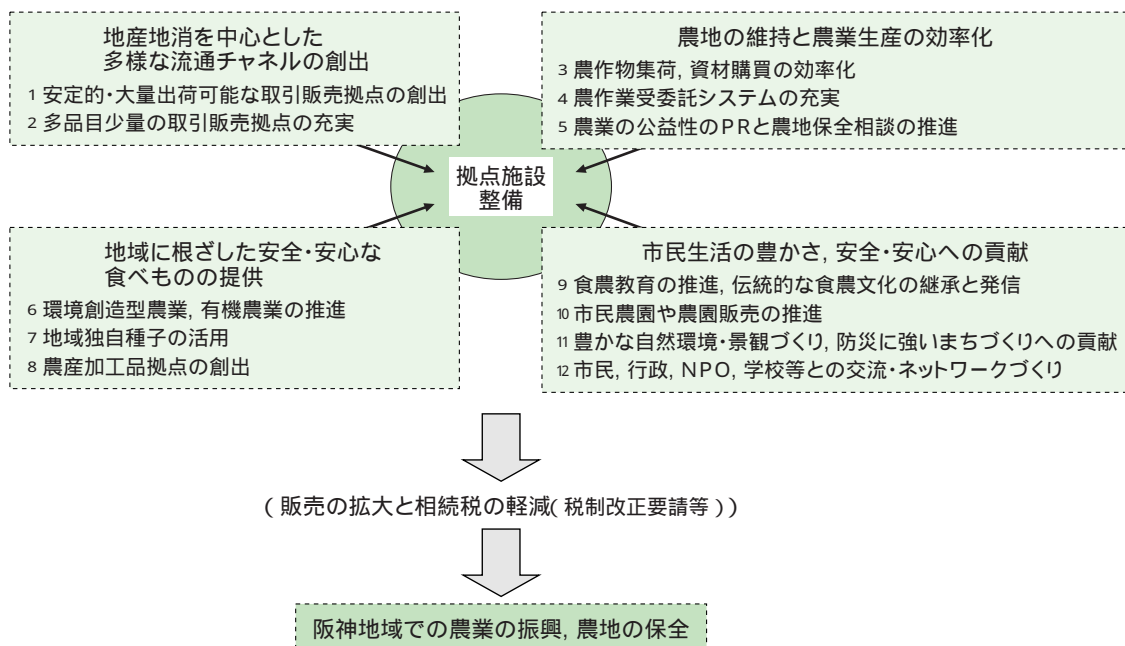 地産地消を中心とした
多様な流通チャネルの創出
1 安定的・大量出荷可能な取引販売拠点の創出
2 多品目少量の取引販売拠点の充実
農地の維持と農業生産の効率化
3 農作物集荷, 資材購買の効率化
4 農作業受委託システムの充実
5 農業の公益性のPRと農地保全相談の推進
拠点施設
整備
地域に根ざした安全・安心な
食べものの提供
6 環境創造型農業, 有機農業の推進
7 地域独自種子の活用
8 農産加工品拠点の創出
市民生活の豊かさ, 安全・安心への貢献
9 食農教育の推進, 伝統的な食農文化の継承と発信
10 市民農園や農園販売の推進
11 豊かな自然環境・景観づくり, 防災に強いまちづくりへの貢献
12 市民, 行政, NPO, 学校等との交流・ネットワークづくり
( 販売の拡大と相続税の軽減( 税制改正要請等 ) )
阪神地域での農業の振興, 農地の保全